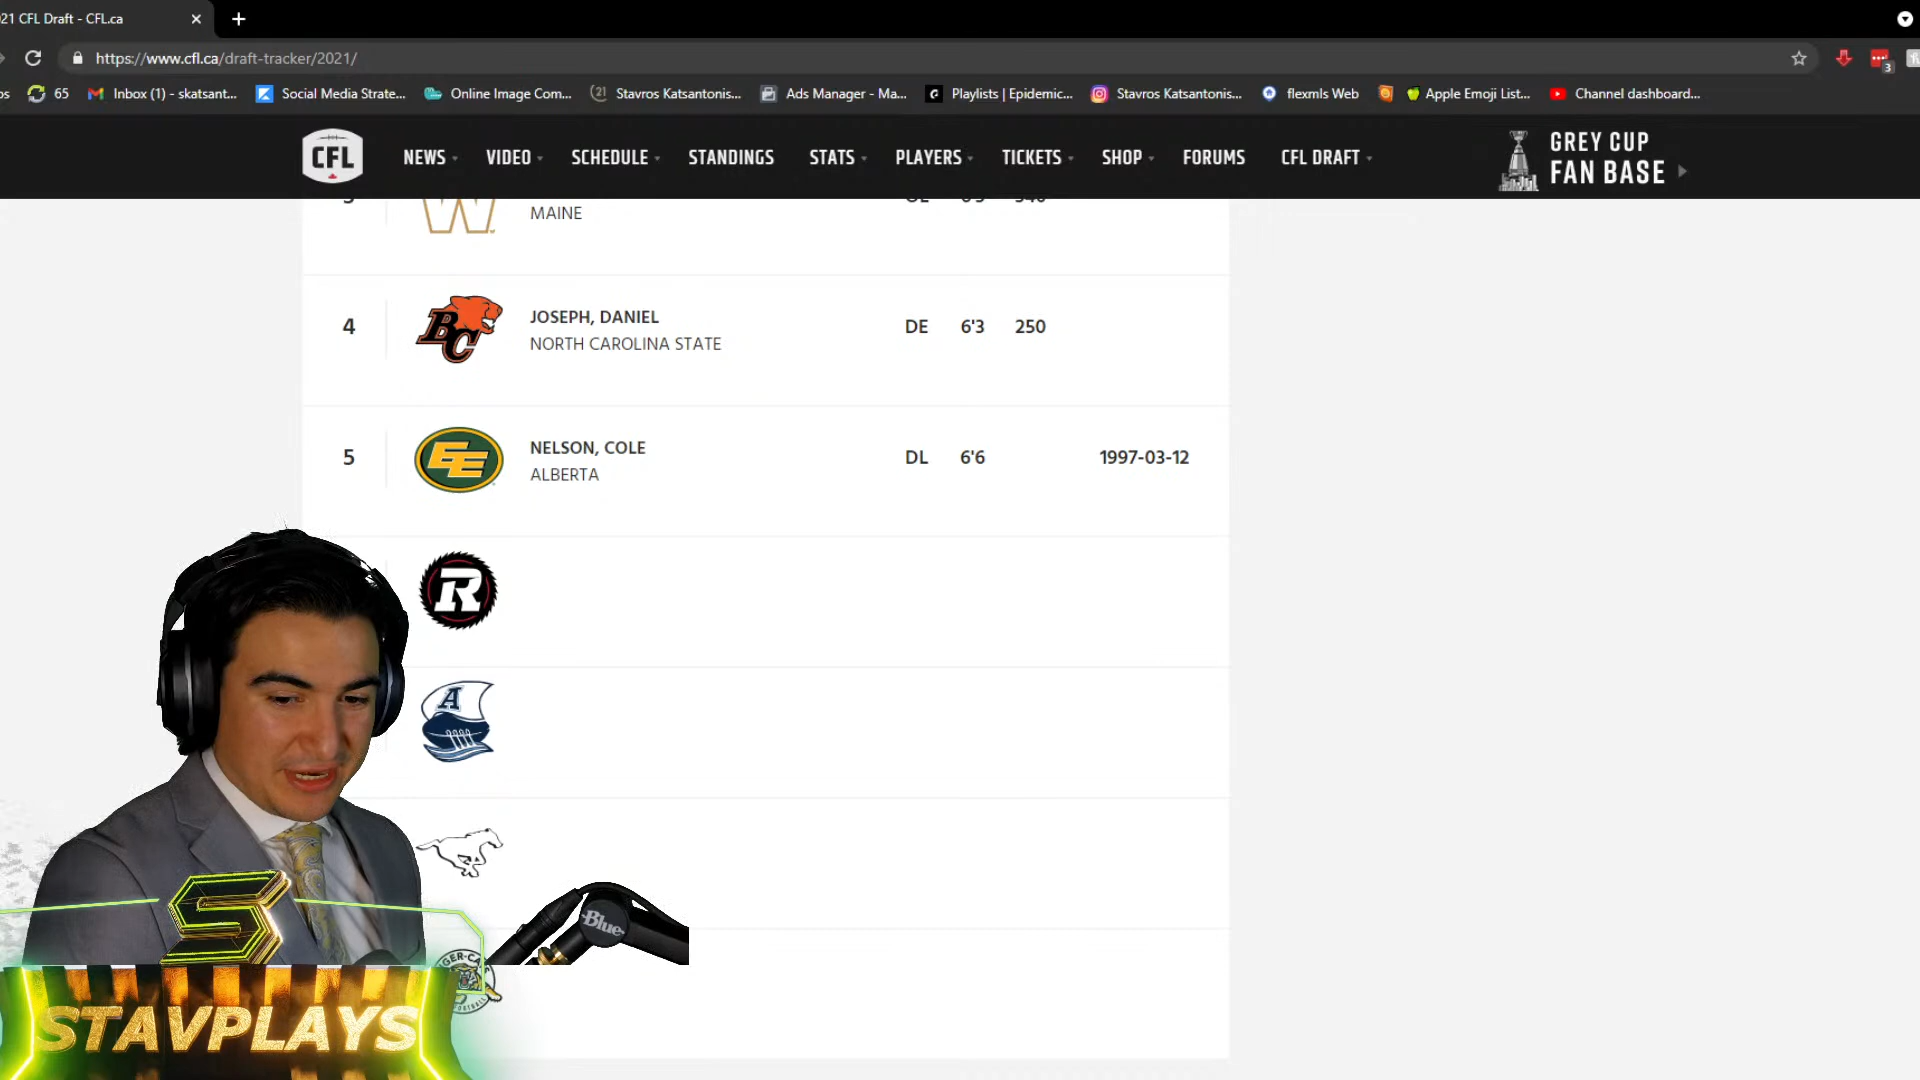 21 CFL Draft - CFL.ca
https://www.cfl.ca/draft-tracker/2021/
3
65
Inbox (1) - skatsant...
Social Media Strate...
Online Image Com...
Stavros Katsantonis...
Ads Manager - Ma...
Playlists | Epidemic...
Stavros Katsantonis...
flexmls Web
Apple Emoji List...
Channel dashboard...
CFL
NEWS
VIDEO
SCHEDULE
STANDINGS
STATS
PLAYERS
TICKETS
SHOP
FORUMS
CFL DRAFT
GREY CUP
FAN BASE
W
MAINE
4
BC
JOSEPH, DANIEL
NORTH CAROLINA STATE
DE 6'3 250
5
EE
NELSON, COLE
ALBERTA
DL 6'6 1997-03-12
R
A
Blue
S
STAVPLAYS